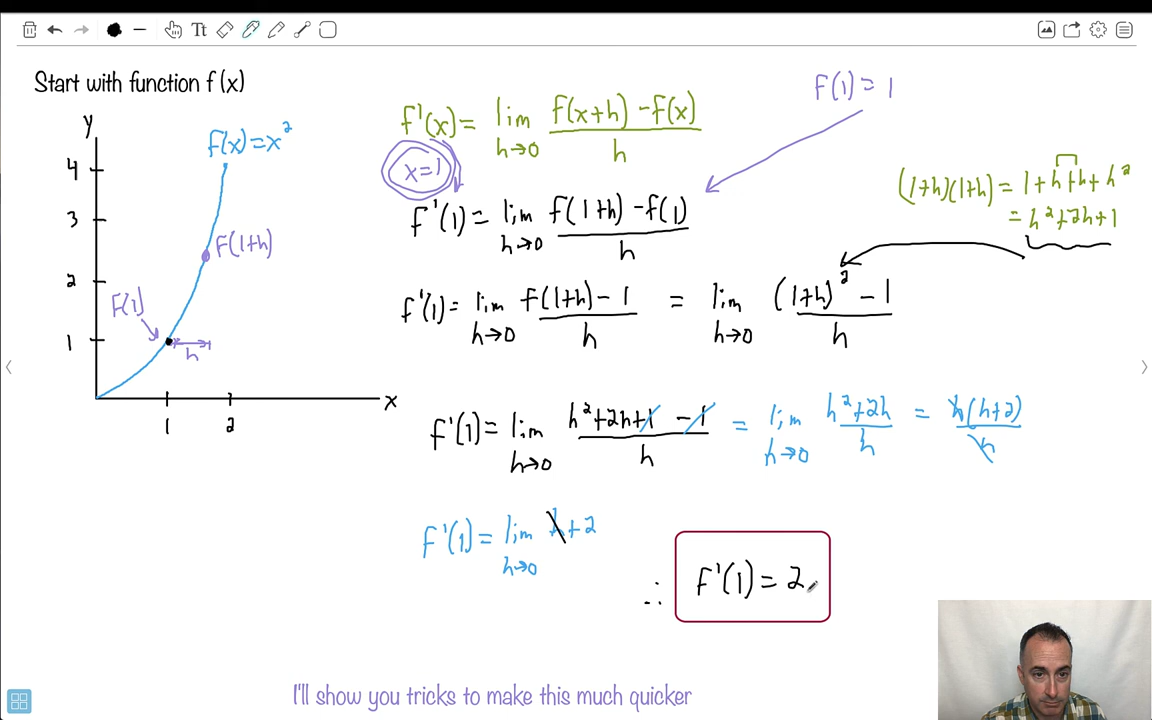 Tt
Start with function f(x)
y
f(x)=x²
4
3
2
1
F(1+h)
F(1)
h
x
1
2
f'(x)= lim h→0 f(x+h)-f(x) / h
x=1
F(1)=1
f'(1)= lim h→0 f(1+h)-f(1) / h
(1+h)(1+h) = 1+h+h+h²
= h²+2h+1
f'(1)= lim h→0 f(1+h)-1 / h = lim h→0 (1+h)²-1 / h
f'(1)= lim h→0 h²+2h+1-1 / h = lim h→0 h²+2h / h = h(h+2) / h
f'(1)= lim h→0 h+2
∴ F'(1)=2
I'll show you tricks to make this much quicker